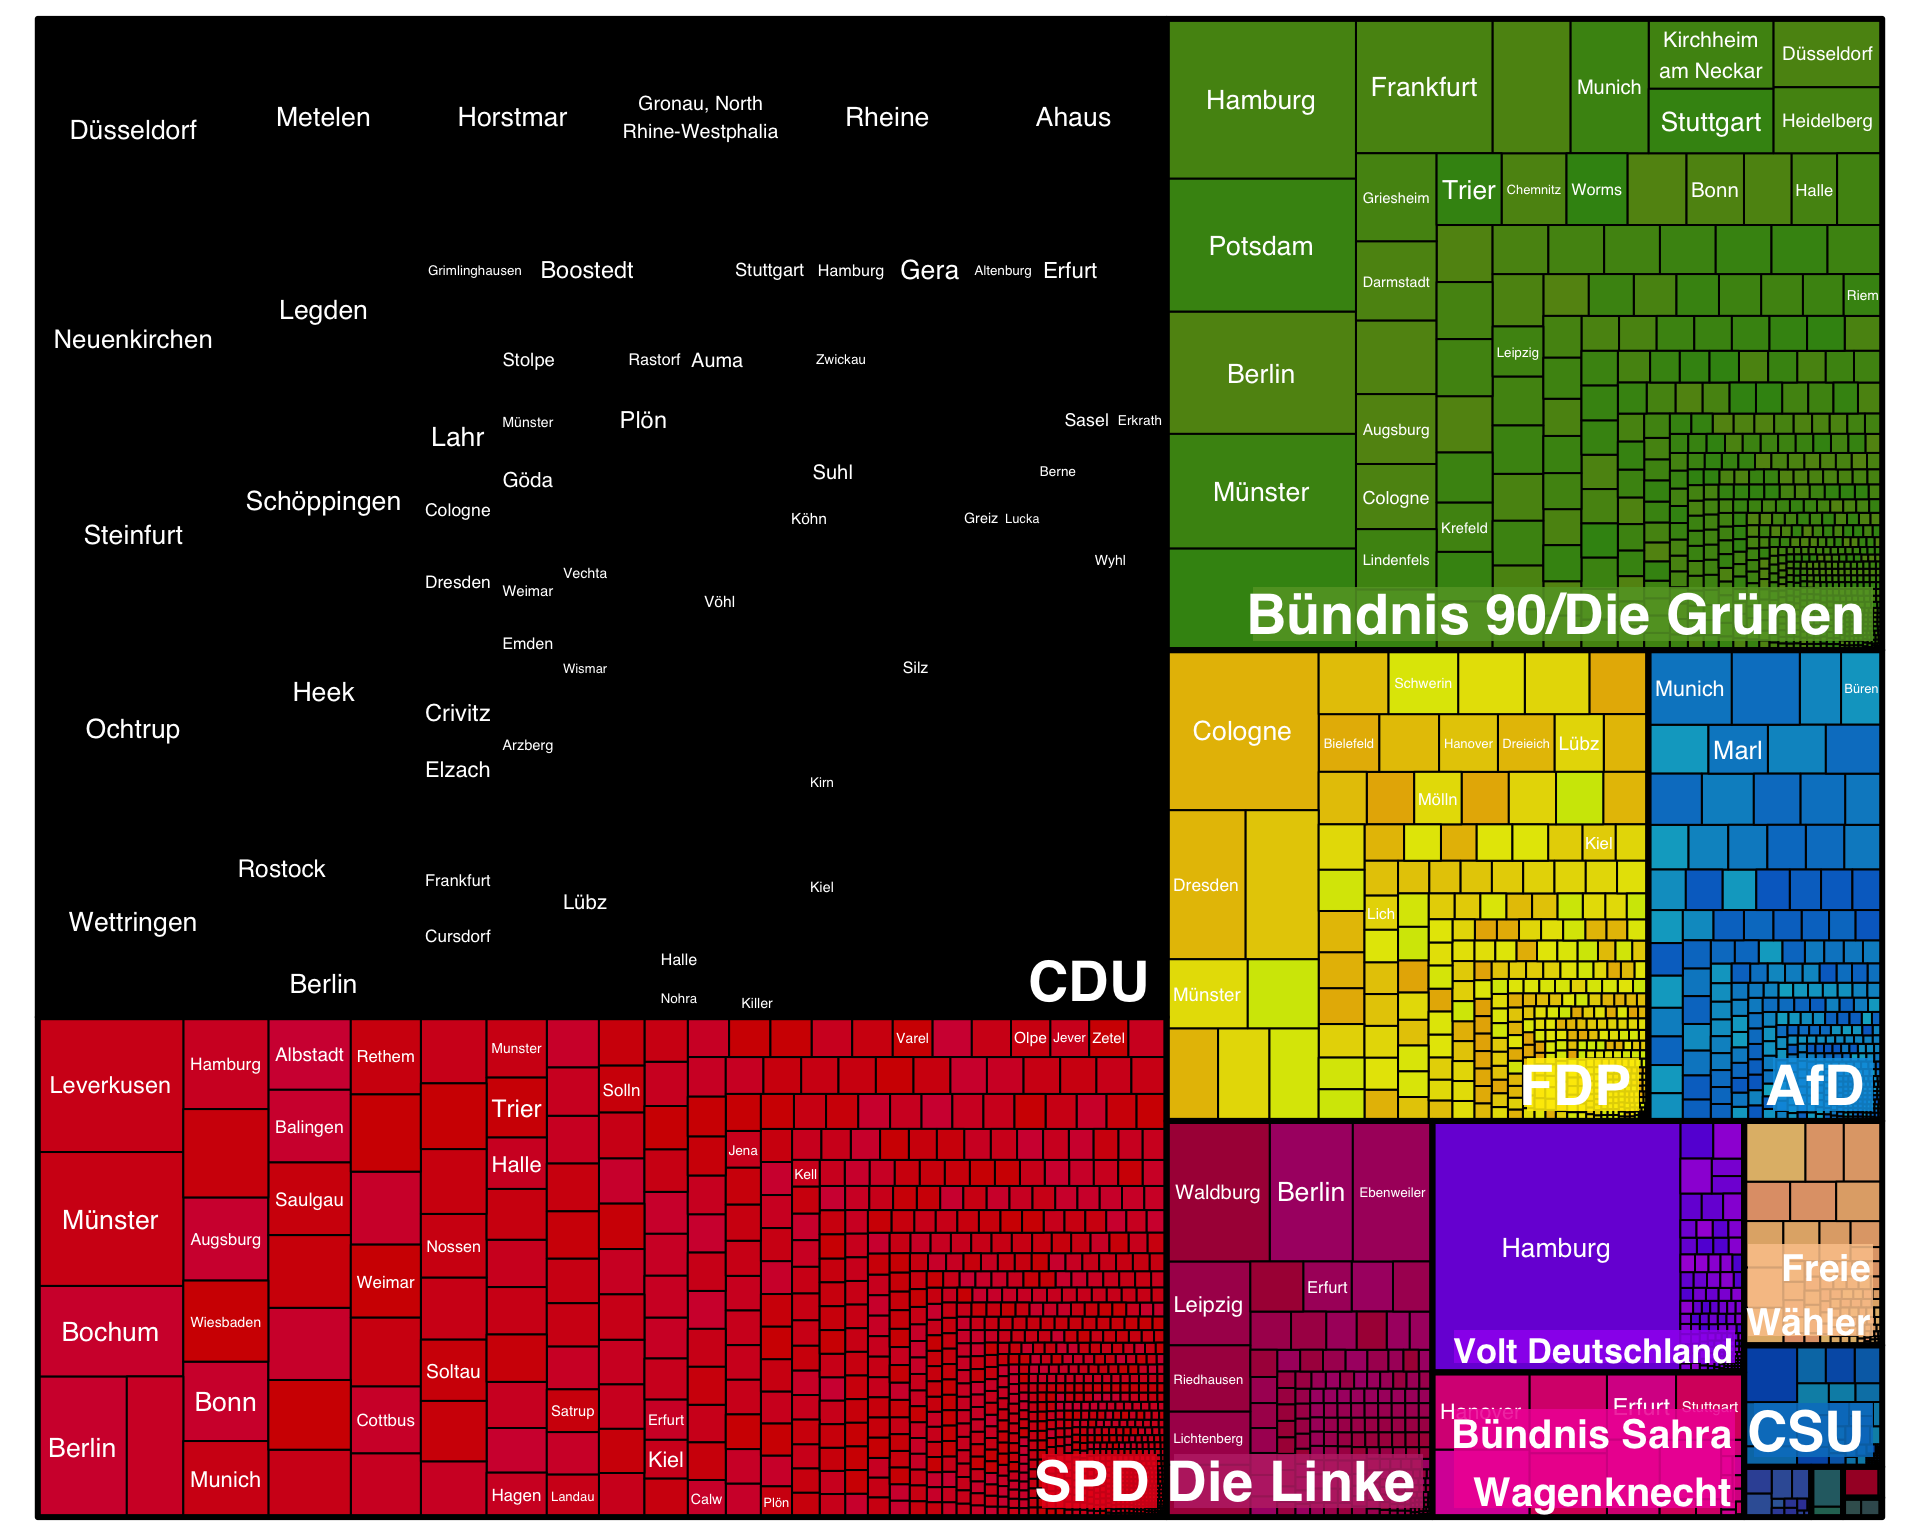 Düsseldorf
Metelen
Horstmar
Gronau, North
Rhine-Westphalia
Rheine
Ahaus
Grimlinghausen
Boostedt
Stuttgart
Hamburg
Gera
Altenburg
Erfurt
Neuenkirchen
Legden
Stolpe
Rastorf
Auma
Zwickau
Lahr
Münster
Plön
Sasel
Erkrath
Göda
Suhl
Berne
Steinfurt
Schöppingen
Cologne
Köhn
Greiz
Lucka
Dresden
Weimar
Vechta
Vöhl
Wyhl
Emden
Wismar
Silz
Ochtrup
Heek
Crivitz
Arzberg
Elzach
Kirn
Wettringen
Rostock
Frankfurt
Lübz
Kiel
Cursdorf
Berlin
Halle
Nohra
Killer
CDU
Hamburg
Frankfurt
Munich
Kirchheim
am Neckar
Düsseldorf
Stuttgart
Heidelberg
Potsdam
Griesheim
Trier
Chemnitz
Worms
Bonn
Halle
Darmstadt
Riem
Berlin
Leipzig
Augsburg
Münster
Cologne
Krefeld
Lindenfels
Bündnis 90/Die Grünen
Cologne
Schwerin
Bielefeld
Hanover
Dreieich
Lübz
Mölln
Kiel
Dresden
Lich
Münster
FDP
Munich
Büren
Marl
AfD
Leverkusen
Hamburg
Albstadt
Rethem
Munster
Solln
Varel
Olpe
Jever
Zetel
Balingen
Trier
Halle
Jena
Kell
Münster
Augsburg
Saulgau
Nossen
Weimar
Bochum
Wiesbaden
Soltau
Berlin
Bonn
Munich
Cottbus
Satrup
Erfurt
Kiel
Hagen
Landau
Calw
Plön
SPD
Waldburg
Berlin
Ebenweiler
Leipzig
Erfurt
Riedhausen
Lichtenberg
Die Linke
Hamburg
Volt Deutschland
Freie
Wähler
Hanover
Erfurt
Stuttgart
Bündnis Sahra
Wagenknecht
CSU